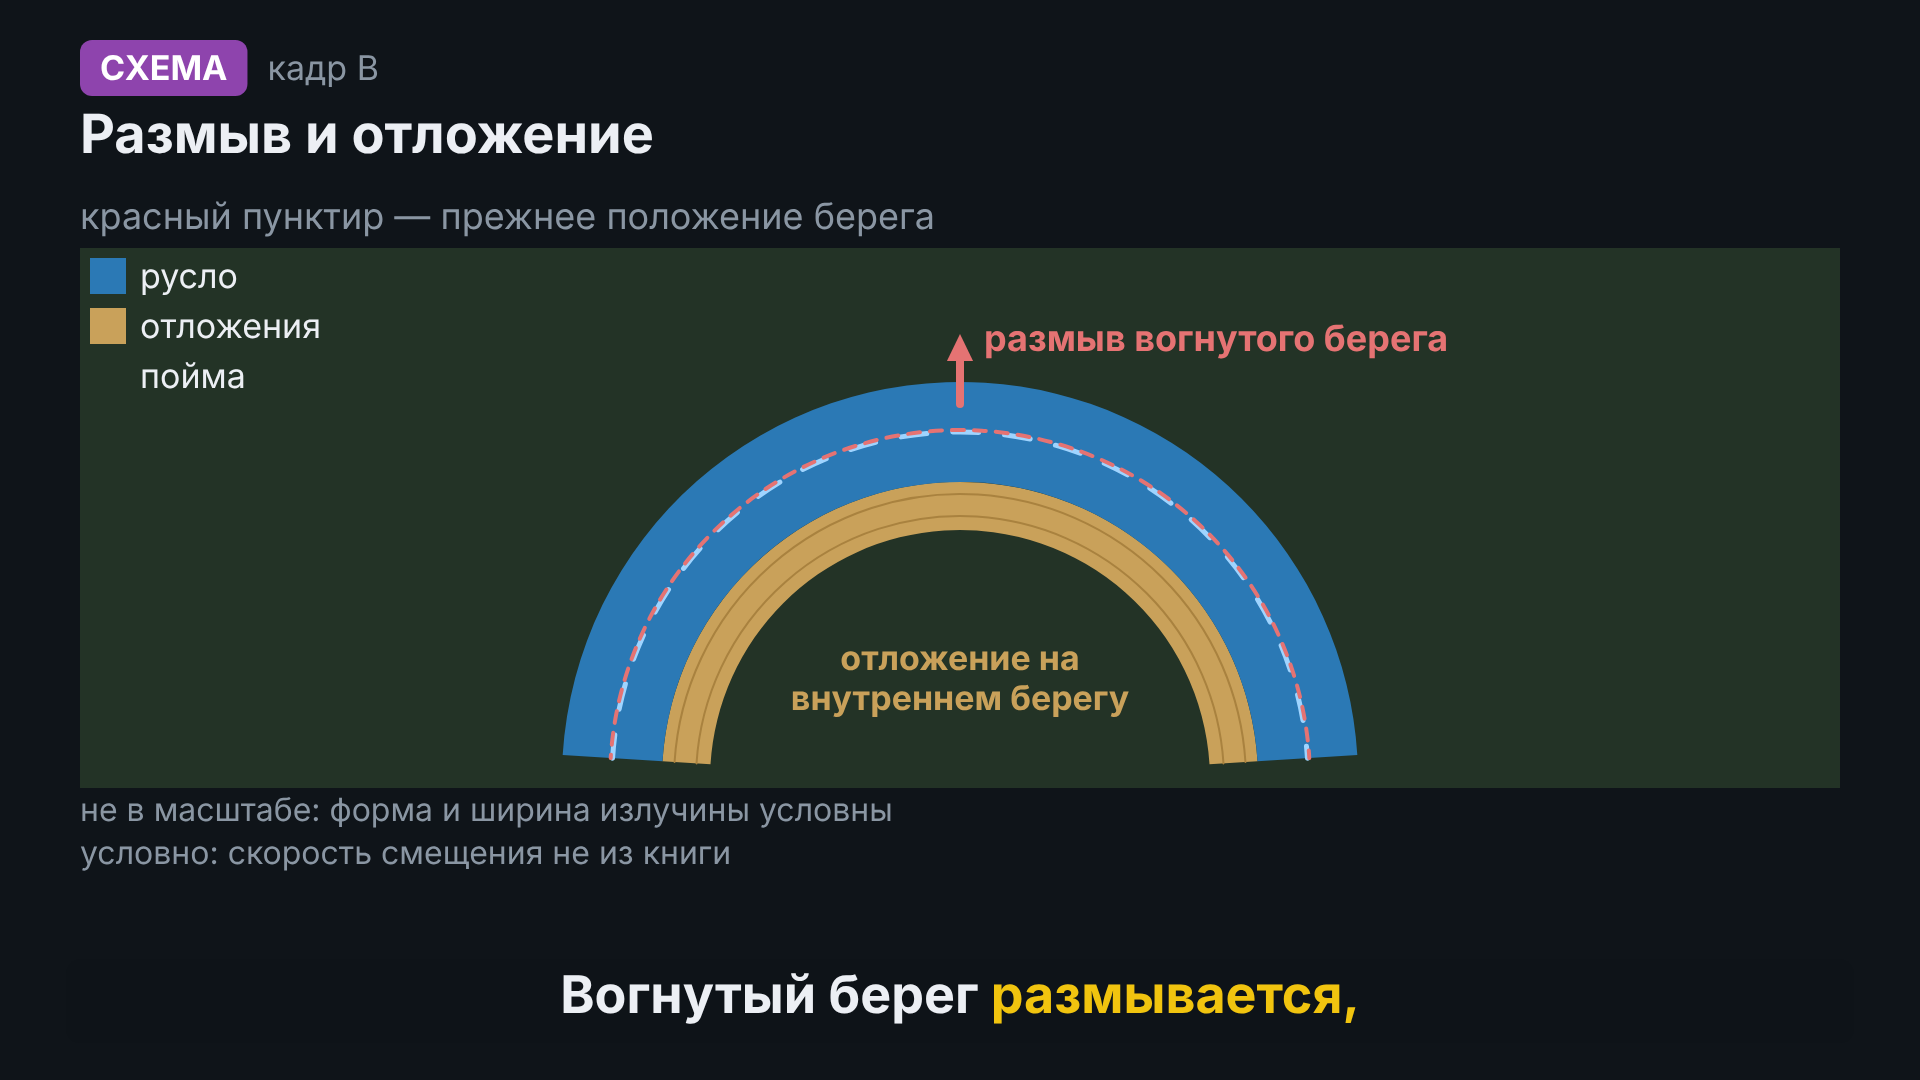 СХЕМА кадр B
Размыв и отложение
красный пунктир — прежнее положение берега
русло
отложения
пойма
размыв вогнутого берега
отложение на
внутреннем берегу
не в масштабе: форма и ширина излучины условны
условно: скорость смещения не из книги
Вогнутый берег размывается,